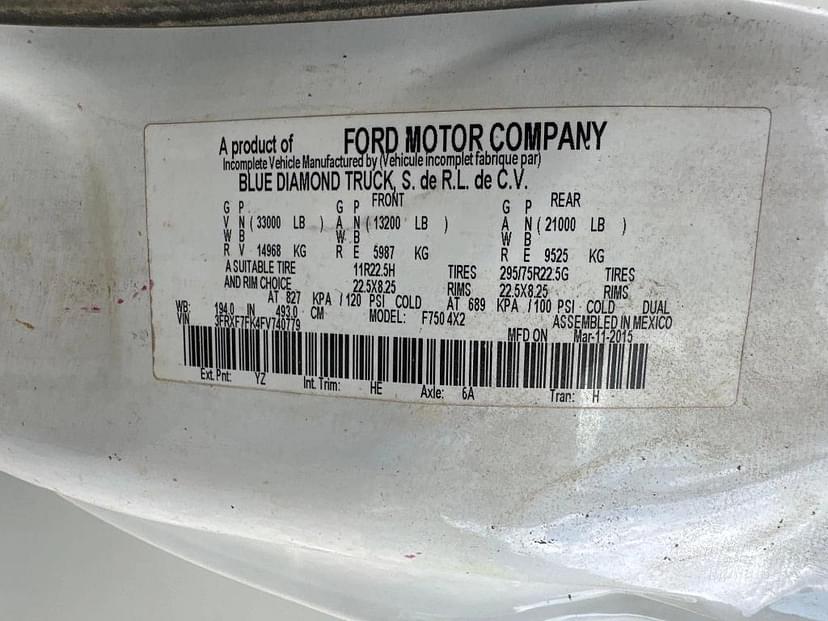 A product of FORD MOTOR COMPANY
Incomplete Vehicle Manufactured by (Vehicule incomplet fabrique par)
BLUE DIAMOND TRUCK, S. de R.L. de C.V.
FRONT REAR
G P G P G P
V N ( 33000 LB ) A N ( 13200 LB ) A N ( 21000 LB )
W B W B W B
R V 14968 KG R E 5987 KG R E 9525 KG
A SUITABLE TIRE 11R22.5H TIRES 295/75R22.5G TIRES
AND RIM CHOICE 22.5X8.25 RIMS 22.5X8.25 RIMS
AT 827 KPA / 120 PSI COLD AT 689 KPA / 100 PSI COLD DUAL
WB: 194.0 IN 493.0 CM MODEL: F750 4X2 ASSEMBLED IN MEXICO
VIN 3FRXF7FK4FV740779 MFD ON Mar-11-2015
Ext. Pnt: YZ Int. Trim: HE Axle: 6A Tran: H